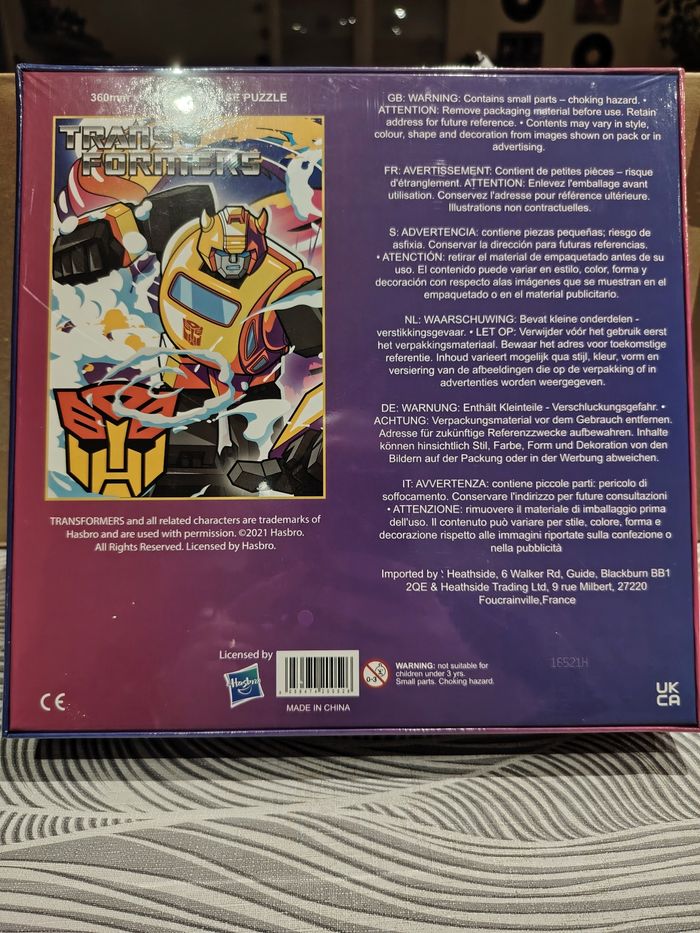 360mm PUZZLE
TRANS
FORMERS
TRANSFORMERS and all related characters are trademarks of
Hasbro and are used with permission. ©2021 Hasbro.
All Rights Reserved. Licensed by Hasbro.
GB: WARNING: Contains small parts – choking hazard. •
ATTENTION: Remove packaging material before use. Retain
address for future reference. • Contents may vary in style,
colour, shape and decoration from images shown on pack or in
advertising.
FR: AVERTISSEMENT: Contient de petites pièces – risque
d'étranglement. ATTENTION: Enlevez l'emballage avant
utilisation. Conservez l'adresse pour référence ultérieure.
Illustrations non contractuelles.
S: ADVERTENCIA: contiene piezas pequeñas; riesgo de
asfixia. Conservar la dirección para futuras referencias.
• ATENCTIÓN: retirar el material de empaquetado antes de su
uso. El contenido puede variar en estilo, color, forma y
decoración con respecto alas imágenes que se muestran en el
empaquetado o en el material publicitario.
NL: WAARSCHUWING: Bevat kleine onderdelen -
verstikkingsgevaar. • LET OP: Verwijder vóór het gebruik eerst
het verpakkingsmateriaal. Bewaar het adres voor toekomstige
referentie. Inhoud varieert mogelijk qua stijl, kleur, vorm en
versiering van de afbeeldingen die op de verpakking of in
advertenties worden weergegeven.
DE: WARNUNG: Enthält Kleinteile - Verschluckungsgefahr. •
ACHTUNG: Verpackungsmaterial vor dem Gebrauch entfernen.
Adresse für zukünftige Referenzzwecke aufbewahren. Inhalte
können hinsichtlich Stil, Farbe, Form und Dekoration von den
Bildern auf der Packung oder in der Werbung abweichen.
IT: AVVERTENZA: contiene piccole parti: pericolo di
soffocamento. Conservare l'indirizzo per future consultazioni
• ATTENZIONE: rimuovere il materiale di imballaggio prima
dell'uso. Il contenuto può variare per stile, colore, forma e
decorazione rispetto alle immagini riportate sulla confezione o
nella pubblicità
Imported by : Heathside, 6 Walker Rd, Guide, Blackburn BB1
2QE & Heathside Trading Ltd, 9 rue Milbert, 27220
Foucrainville,France
Licensed by
Hasbro
MADE IN CHINA
0-3
WARNING: not suitable for
children under 3 yrs.
Small parts. Choking hazard.
16521H
CE
UK
CA